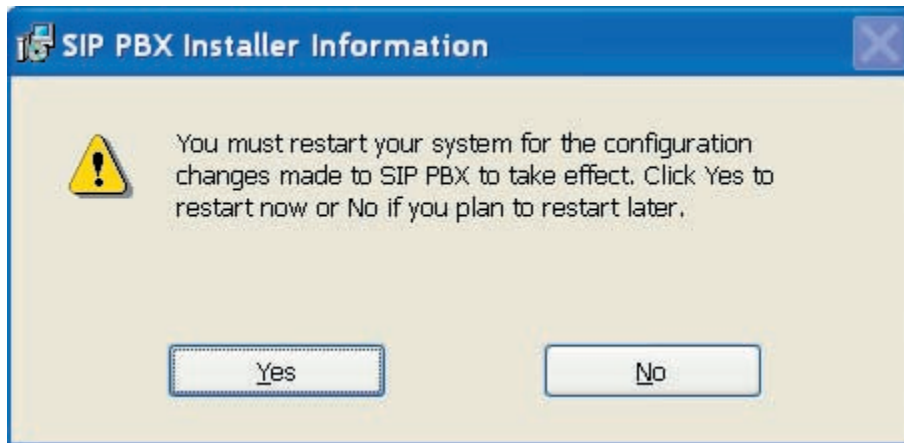 SIP PBX Installer Information
You must restart your system for the configuration
changes made to SIP PBX to take effect. Click Yes to
restart now or No if you plan to restart later.
Yes
No